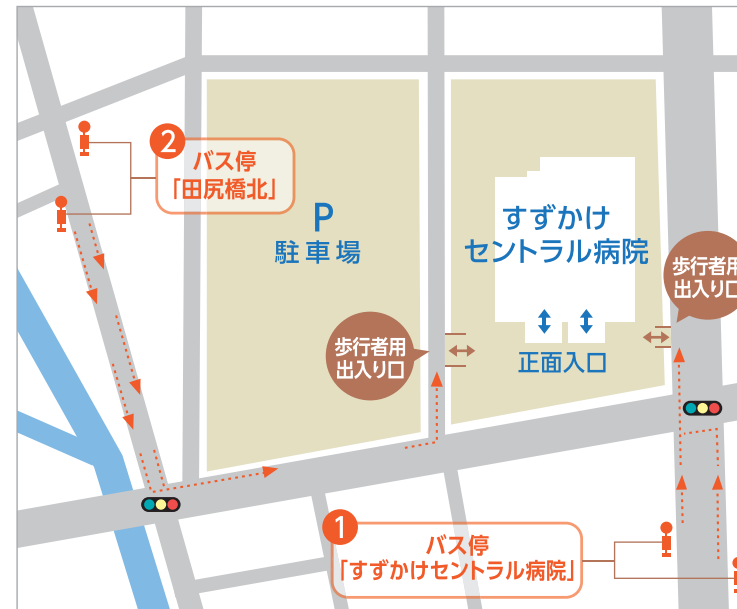 2
バス停
「田尻橋北」
P
駐車場
すずかけ
セントラル病院
歩行者用
出入り口
歩行者用
出入り口
正面入口
1
バス停
「すずかけセントラル病院」